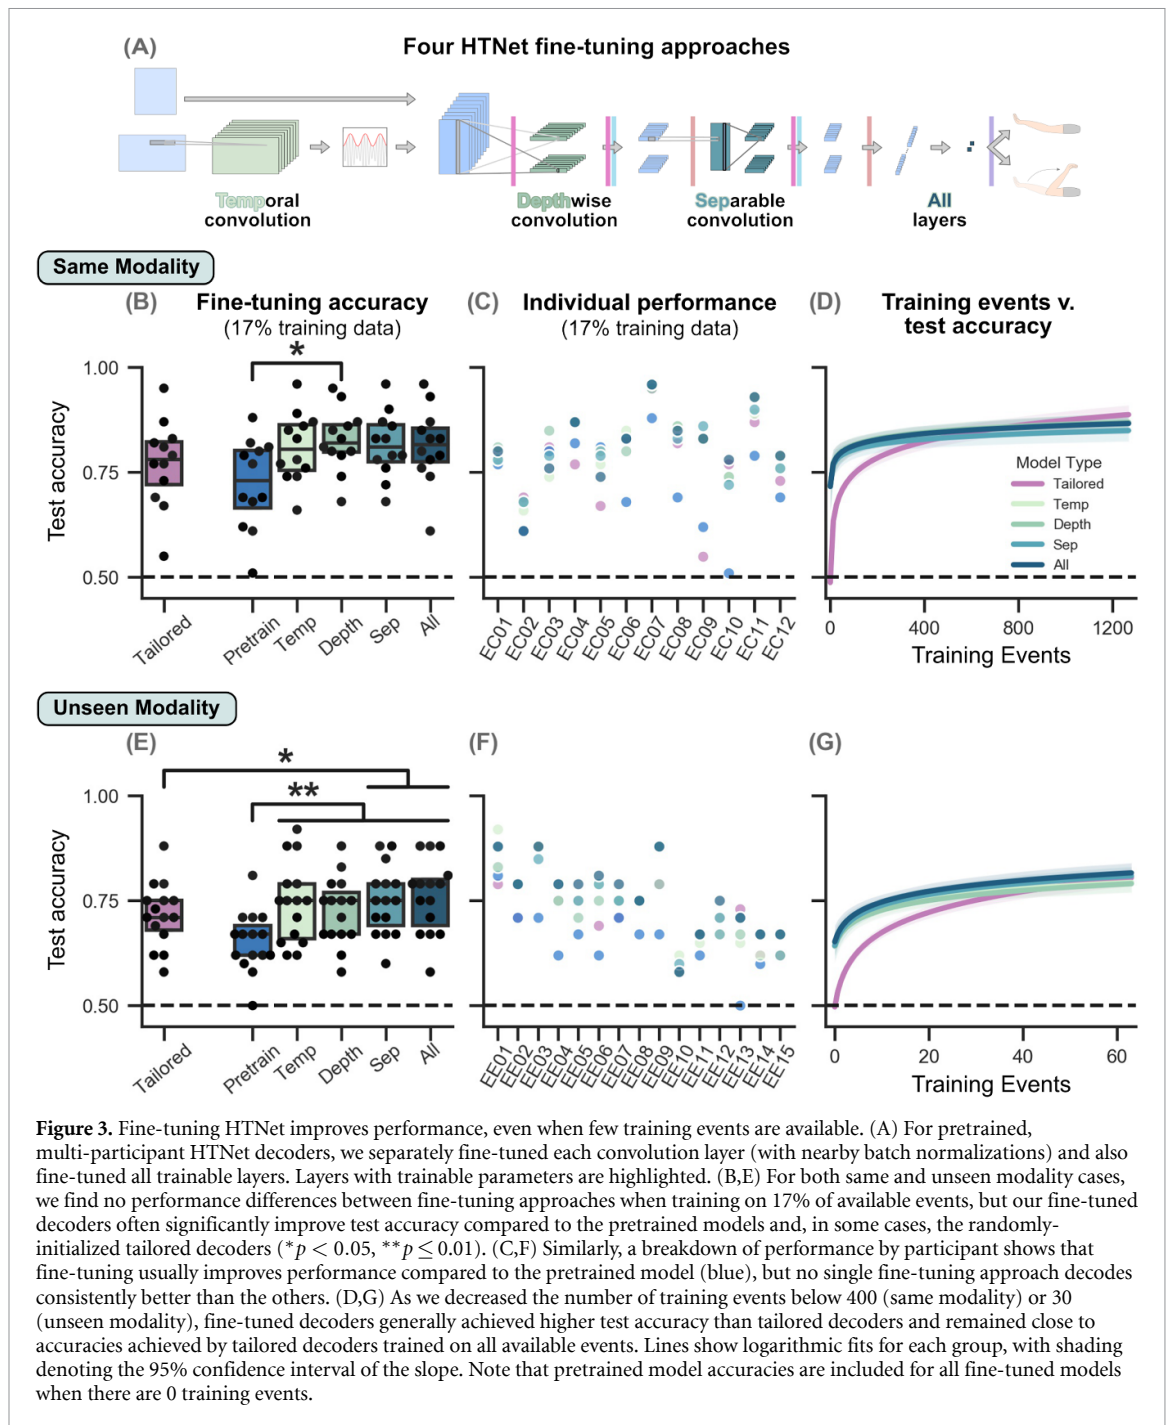 (A)
Four HTNet fine-tuning approaches
Temporal convolution
Depthwise convolution
Separable convolution
All layers
Same Modality
(B)
Fine-tuning accuracy
(17% training data)
*
Test accuracy
1.00
0.75
0.50
Tailored
Pretrain
Temp
Depth
Sep
All
(C)
Individual performance
(17% training data)
EC01
EC02
EC03
EC04
EC05
EC06
EC07
EC08
EC09
EC10
EC11
EC12
(D)
Training events v.
test accuracy
Model Type
Tailored
Temp
Depth
Sep
All
0
400
800
1200
Training Events
Unseen Modality
(E)
*
**
Test accuracy
1.00
0.75
0.50
Tailored
Pretrain
Temp
Depth
Sep
All
(F)
EE01
EE02
EE03
EE04
EE05
EE06
EE07
EE08
EE09
EE10
EE11
EE12
EE13
EE14
EE15
(G)
0
20
40
60
Training Events
Figure 3. Fine-tuning HTNet improves performance, even when few training events are available. (A) For pretrained,
multi-participant HTNet decoders, we separately fine-tuned each convolution layer (with nearby batch normalizations) and also
fine-tuned all trainable layers. Layers with trainable parameters are highlighted. (B,E) For both same and unseen modality cases,
we find no performance differences between fine-tuning approaches when training on 17% of available events, but our fine-tuned
decoders often significantly improve test accuracy compared to the pretrained models and, in some cases, the randomly-
initialized tailored decoders (*p < 0.05, **p ≤ 0.01). (C,F) Similarly, a breakdown of performance by participant shows that
fine-tuning usually improves performance compared to the pretrained model (blue), but no single fine-tuning approach decodes
consistently better than the others. (D,G) As we decreased the number of training events below 400 (same modality) or 30
(unseen modality), fine-tuned decoders generally achieved higher test accuracy than tailored decoders and remained close to
accuracies achieved by tailored decoders trained on all available events. Lines show logarithmic fits for each group, with shading
denoting the 95% confidence interval of the slope. Note that pretrained model accuracies are included for all fine-tuned models
when there are 0 training events.